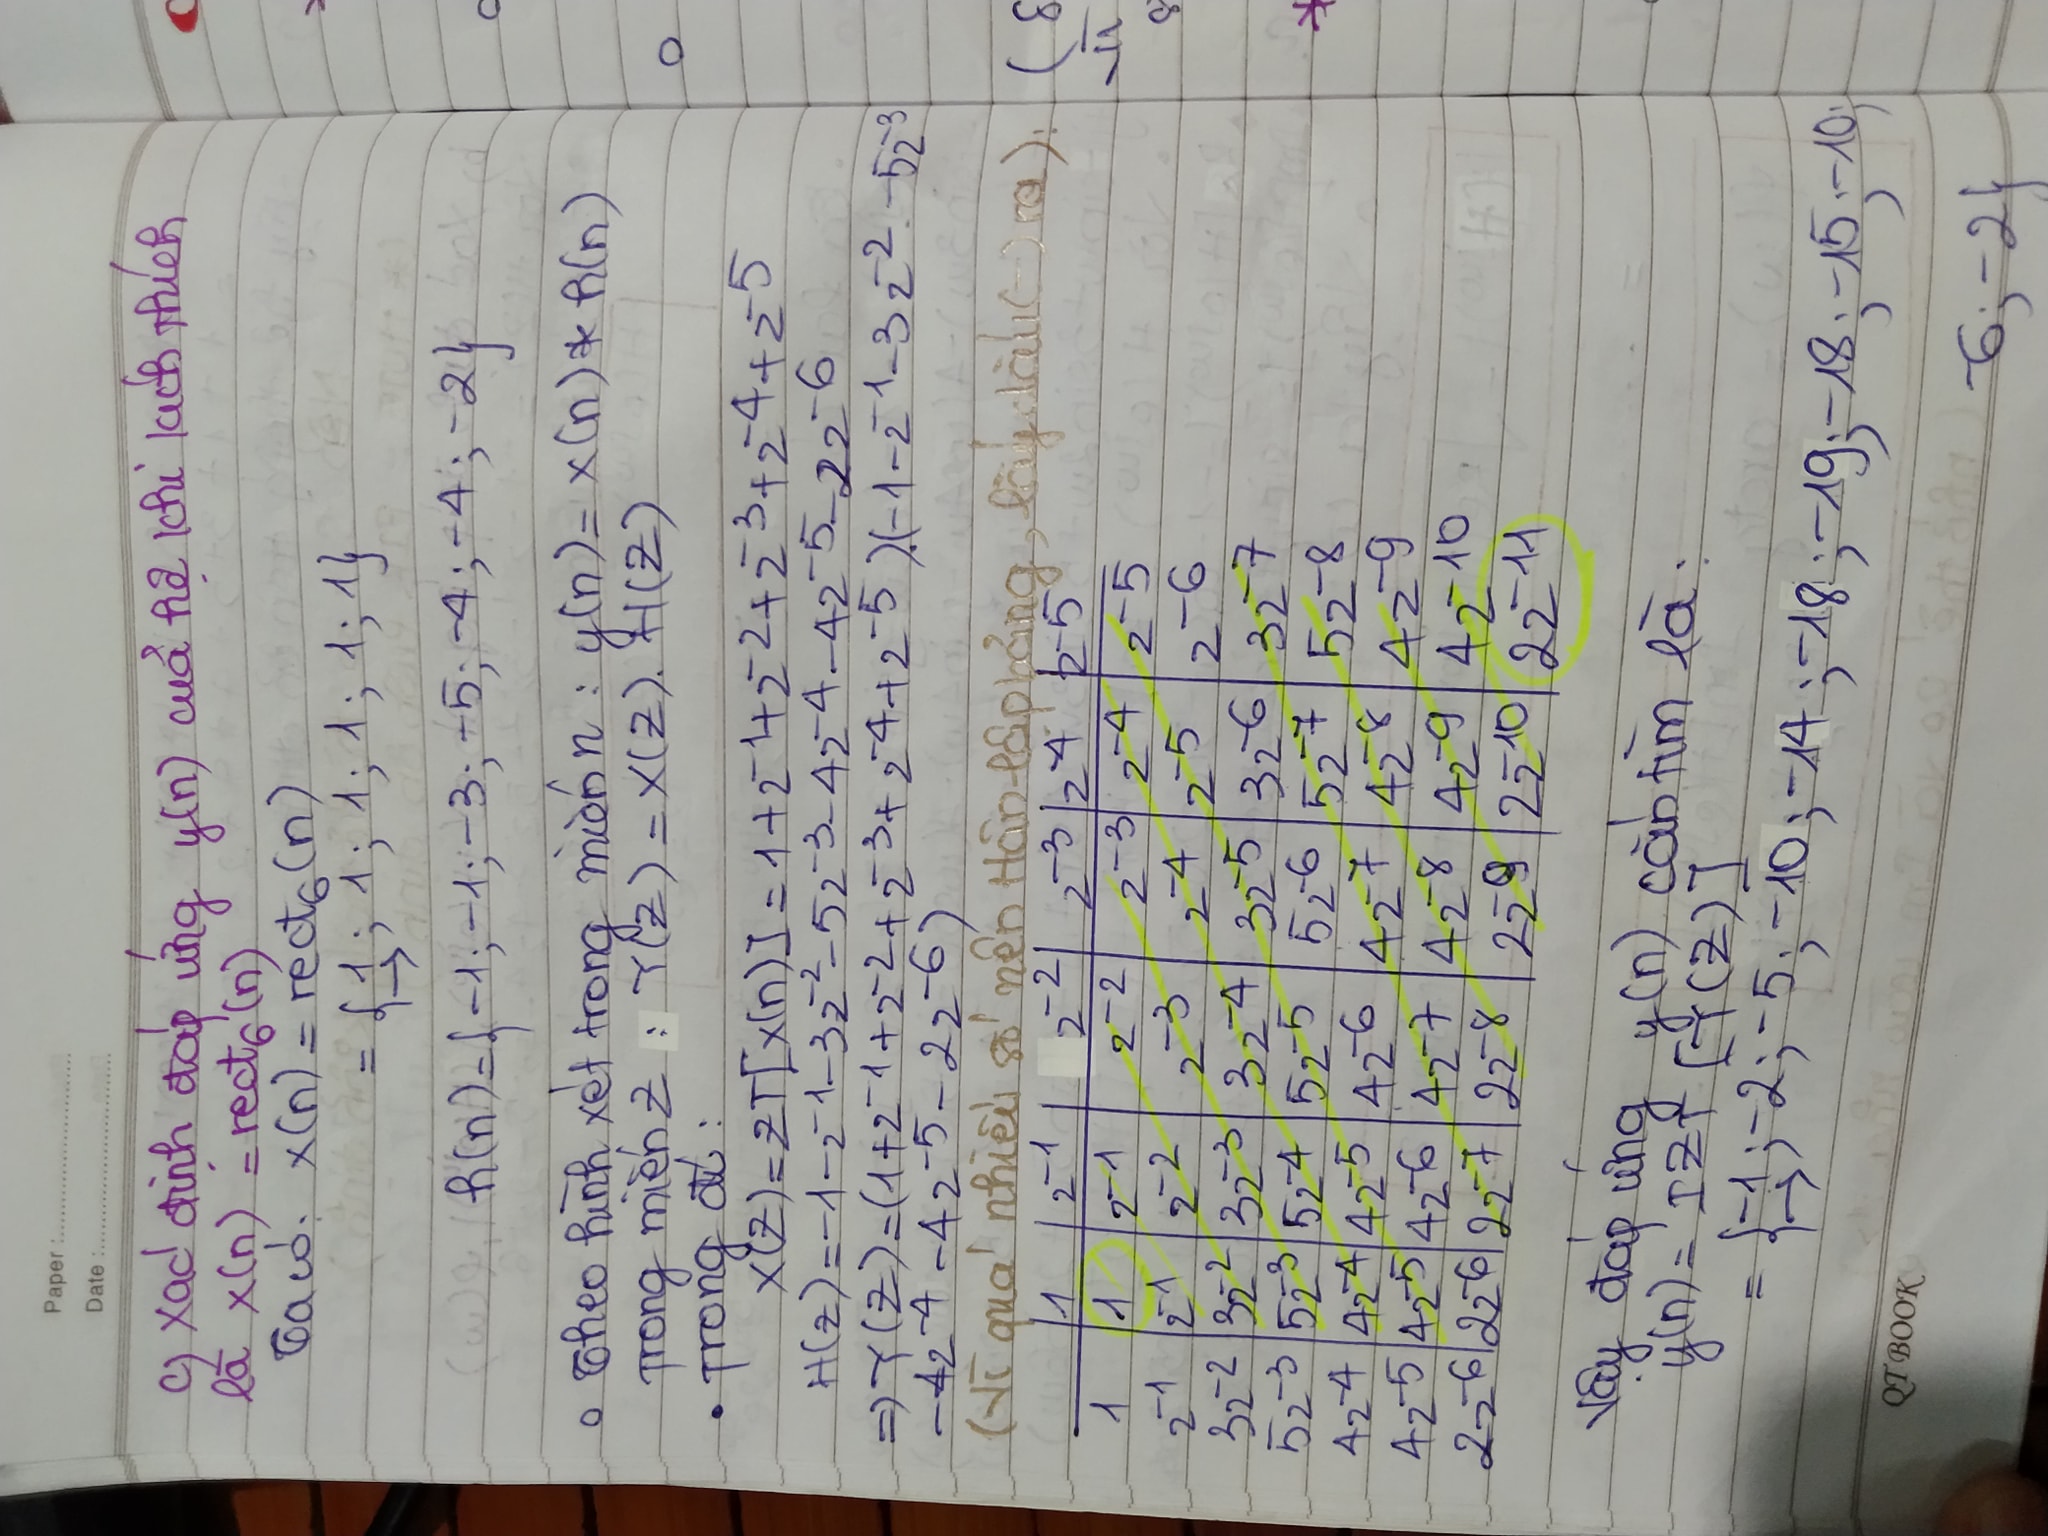 Paper :
Date :
c) Xác định đáp ứng y(n) của hệ khi kích thích
là x(n) = rect₆(n)
Ta có: x(n) = rect₆(n)
= {1; 1; 1; 1; 1; 1}
→
h(n) = {-1; -1; -3; -5; -4; -4; -2}
• Theo hình xét trong miền n : y(n) = x(n) * h(n)
Trong miền Z : Y(Z) = X(Z). H(Z)
• Trong đó :
X(Z) = ZT[x(n)] = 1 + z⁻¹ + z⁻² + z⁻³ + z⁻⁴ + z⁻⁵
H(z) = -1 - z⁻¹ - 3z⁻² - 5z⁻³ - 4z⁻⁴ - 4z⁻⁵ - 2z⁻⁶
=> Y(Z) = (1 + z⁻¹ + z⁻² + z⁻³ + z⁻⁴ + z⁻⁵).(-1 - z⁻¹ - 3z⁻² - 5z⁻³
- 4z⁻⁴ - 4z⁻⁵ - 2z⁻⁶)
(Vì quá nhiều số nên Hân lập bảng, lấy dấu (-) ra).
1 z⁻¹ z⁻² z⁻³ z⁻⁴ z⁻⁵
1 1 z⁻¹ z⁻² z⁻³ z⁻⁴ z⁻⁵
z⁻¹ z⁻¹ z⁻² z⁻³ z⁻⁴ z⁻⁵ z⁻⁶
3z⁻² 3z⁻² 3z⁻³ 3z⁻⁴ 3z⁻⁵ 3z⁻⁶ 3z⁻⁷
5z⁻³ 5z⁻³ 5z⁻⁴ 5z⁻⁵ 5z⁻⁶ 5z⁻⁷ 5z⁻⁸
4z⁻⁴ 4z⁻⁴ 4z⁻⁵ 4z⁻⁶ 4z⁻⁷ 4z⁻⁸ 4z⁻⁹
4z⁻⁵ 4z⁻⁵ 4z⁻⁶ 4z⁻⁷ 4z⁻⁸ 4z⁻⁹ 4z⁻¹⁰
2z⁻⁶ 2z⁻⁶ 2z⁻⁷ 2z⁻⁸ 2z⁻⁹ 2z⁻¹⁰ 2z⁻¹¹
Vậy đáp ứng y(n) cần tìm là :
y(n) = IZT [Y(Z)]
= {-1; -2; -5; -10; -14; -18; -19; -18; -15; -10;
→
-6; -2}
QT BOOK